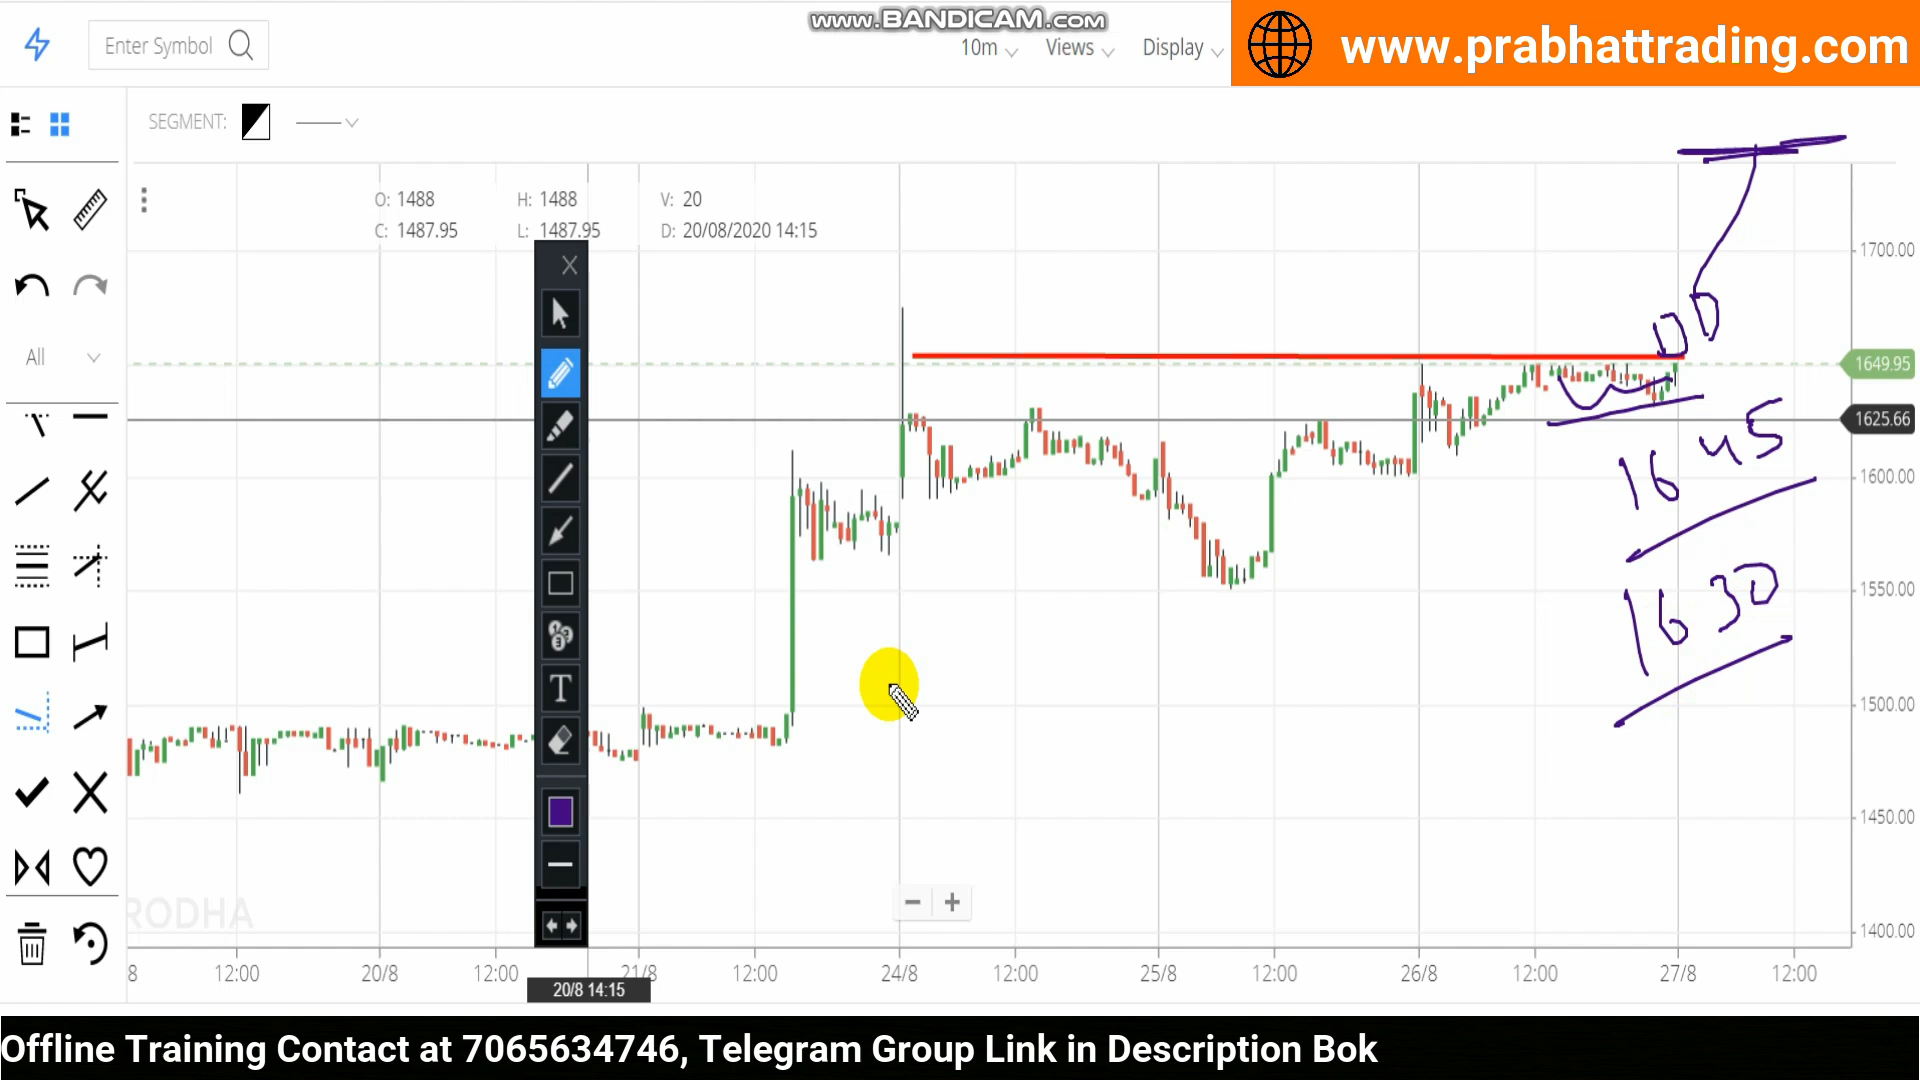 www.BANDICAM.com
www.prabhattrading.com
Enter Symbol
10m
Views
Display
SEGMENT:
O: 1488 H: 1488 V: 20
C: 1487.95 L: 1487.95 D: 20/08/2020 14:15
All
1700.00
1649.95
1625.66
1600.00
1550.00
1500.00
1450.00
1400.00
1645
1630
T
RODHA
8 12:00 20/8 12:00 21/8 12:00 24/8 12:00 25/8 12:00 26/8 12:00 27/8 12:00
20/8 14:15
Offline Training Contact at 7065634746, Telegram Group Link in Description Bok